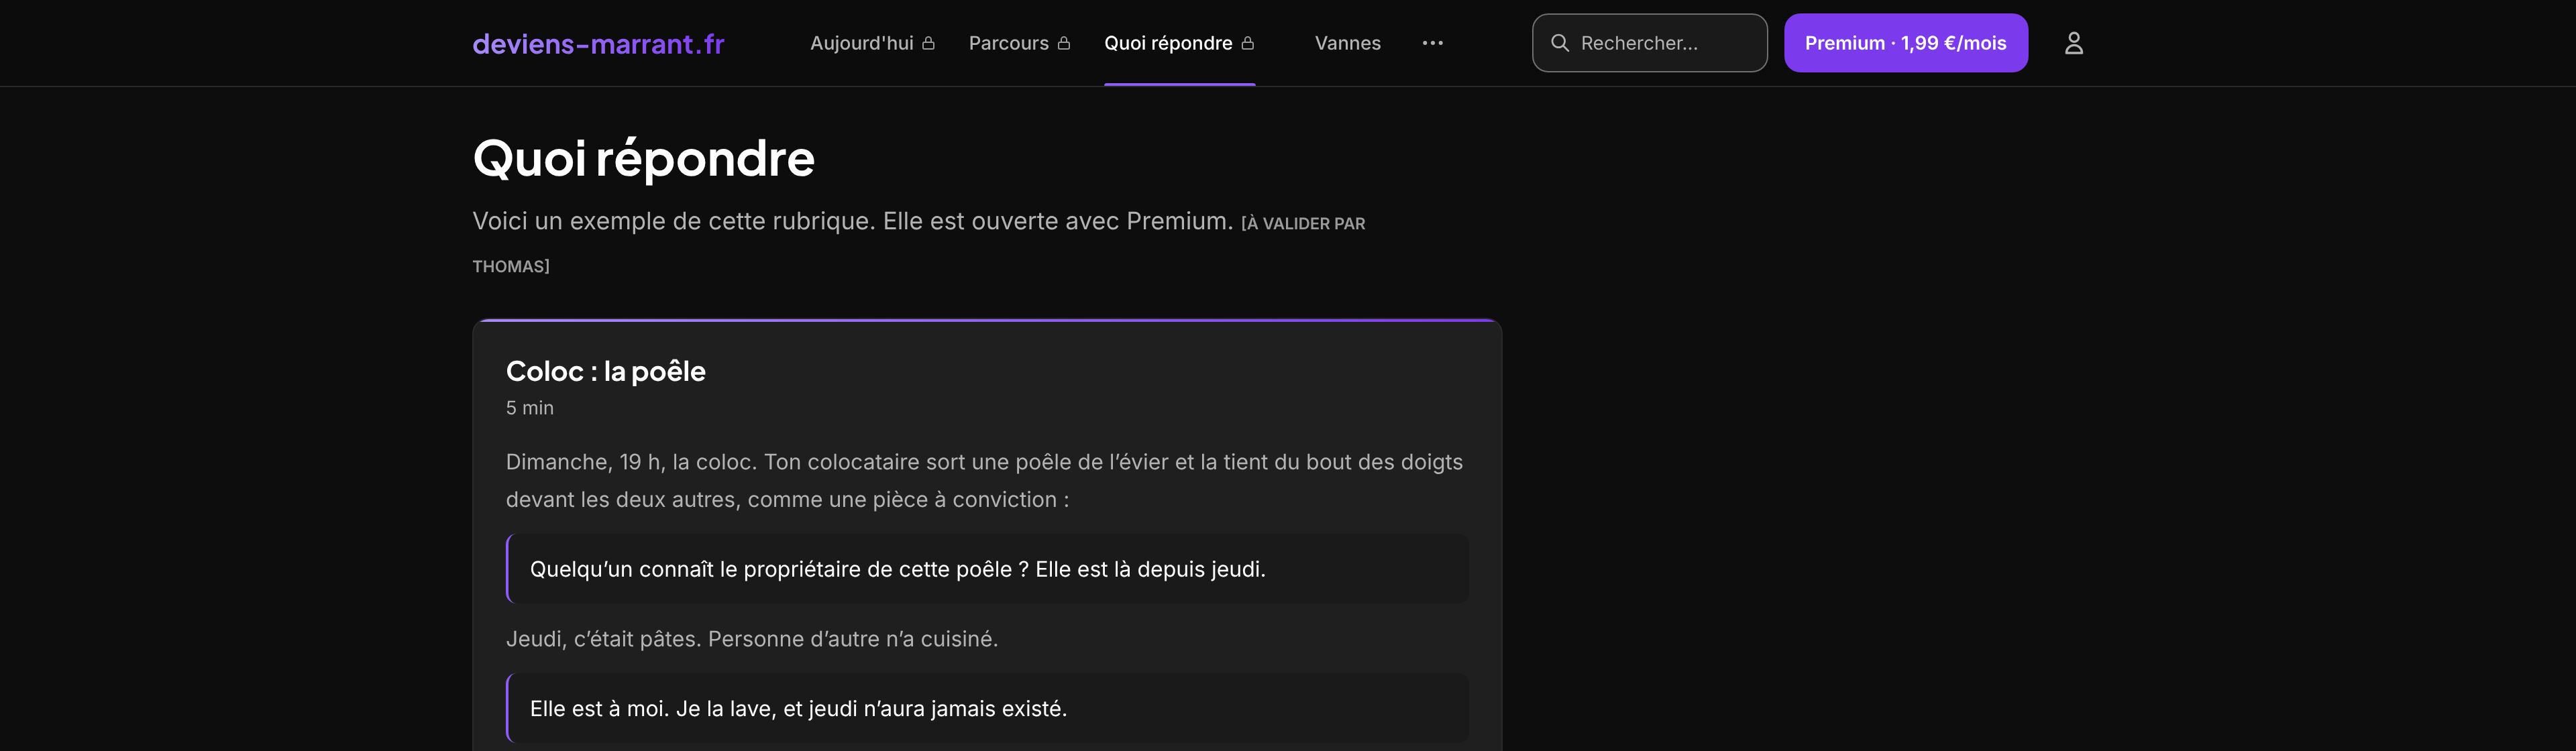 deviens-marrant.fr
Aujourd'hui
Parcours
Quoi répondre
Vannes
Rechercher...
Premium · 1,99 €/mois
Quoi répondre
Voici un exemple de cette rubrique. Elle est ouverte avec Premium. [À VALIDER PAR
THOMAS]
Coloc : la poêle
5 min
Dimanche, 19 h, la coloc. Ton colocataire sort une poêle de l’évier et la tient du bout des doigts
devant les deux autres, comme une pièce à conviction :
Quelqu’un connaît le propriétaire de cette poêle ? Elle est là depuis jeudi.
Jeudi, c’était pâtes. Personne d’autre n’a cuisiné.
Elle est à moi. Je la lave, et jeudi n’aura jamais existé.